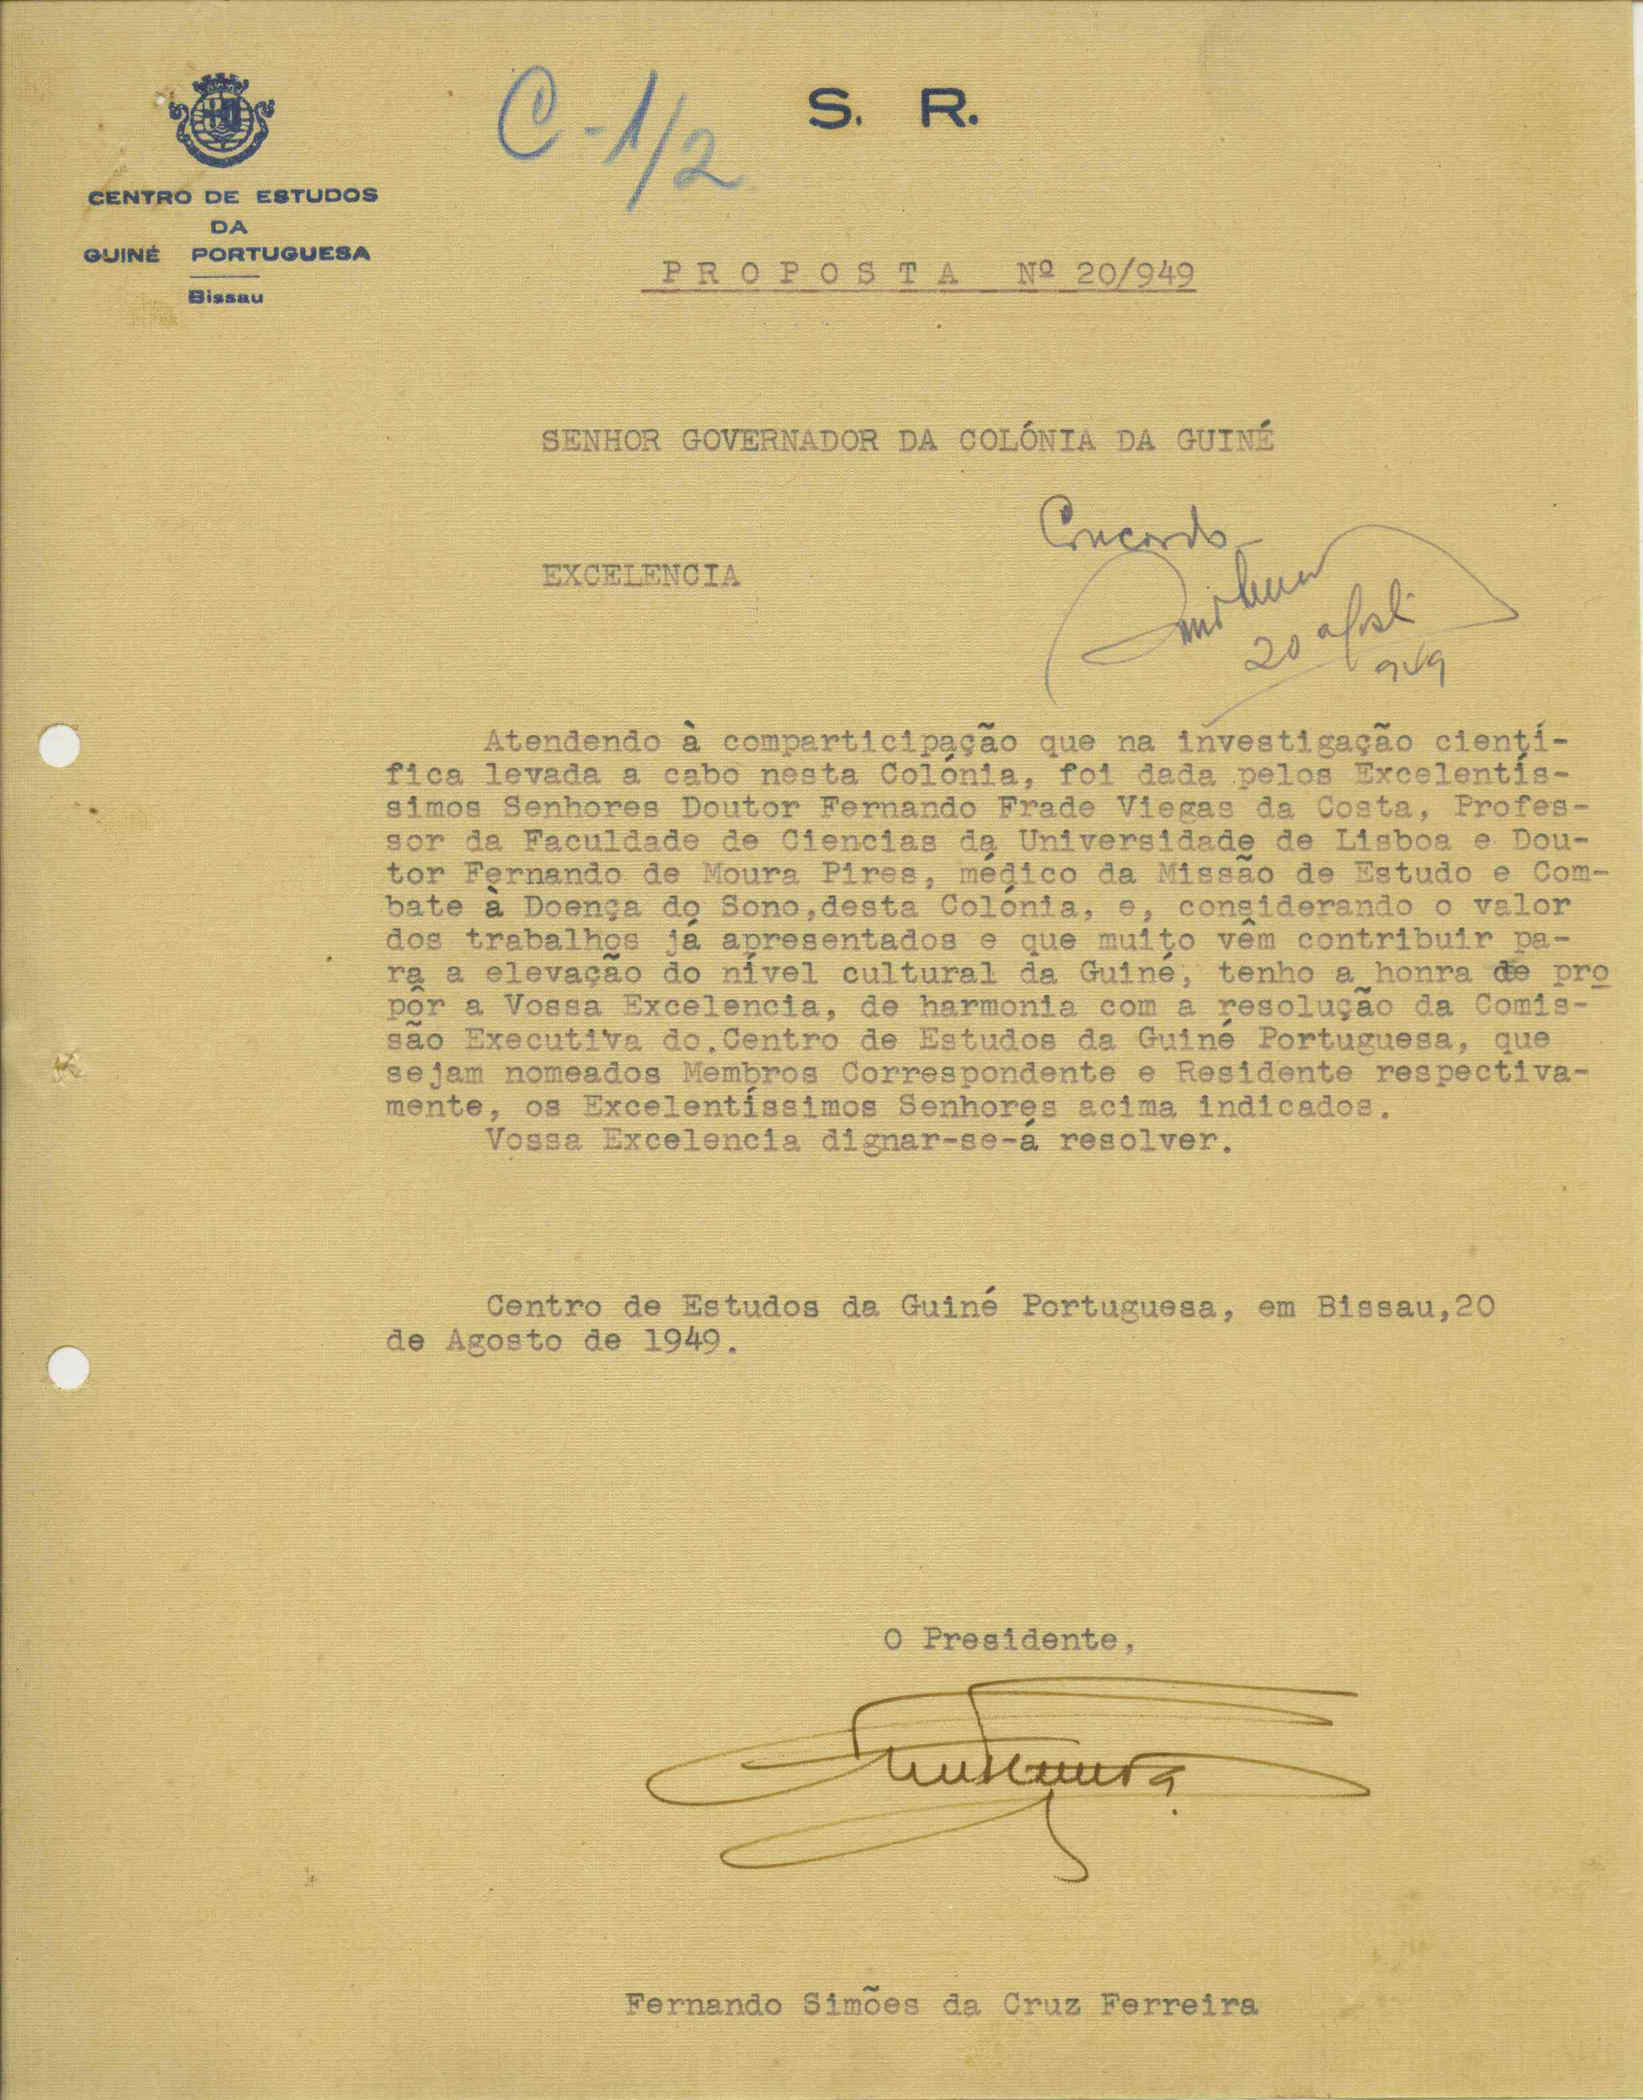 C-1/2
S. R.
CENTRO DE ESTUDOS
DA
GUINÉ PORTUGUESA
Bissau
PROPOSTA Nº 20/949
SENHOR GOVERNADOR DA COLÓNIA DA GUINÉ
Concordo
EXCELENCIA
20 agosto
949
Atendendo à comparticipação que na investigação cientí-
fica levada a cabo nesta Colónia, foi dada pelos Excelentís-
simos Senhores Doutor Fernando Frade Viegas da Costa, Profes-
sor da Faculdade de Ciencias da Universidade de Lisboa e Dou-
tor Fernando de Moura Pires, médico da Missão de Estudo e Com-
bate à Doença do Sono,desta Colónia, e, considerando o valor
dos trabalhos já apresentados e que muito vêm contribuir pa-
ra a elevação do nível cultural da Guiné, tenho a honra de pro
pôr a Vossa Excelencia, de harmonia com a resolução da Comis-
são Executiva do.Centro de Estudos da Guiné Portuguesa, que
sejam nomeados Membros Correspondente e Residente respectiva-
mente, os Excelentíssimos Senhores acima indicados.
Vossa Excelencia dignar-se-á resolver.
Centro de Estudos da Guiné Portuguesa, em Bissau,20
de Agosto de 1949.
O Presidente,
Fernando Simões da Cruz Ferreira